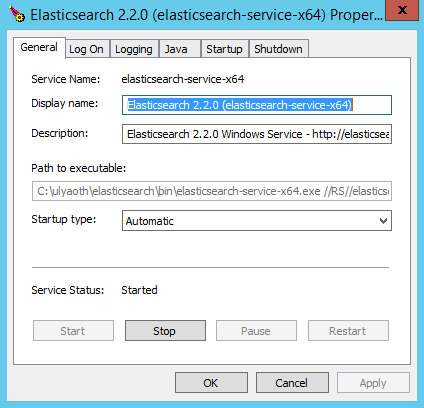 Elasticsearch 2.2.0 (elasticsearch-service-x64) Proper...
General Log On Logging Java Startup Shutdown
Service Name: elasticsearch-service-x64
Display name: Elasticsearch 2.2.0 (elasticsearch-service-x64)
Description: Elasticsearch 2.2.0 Windows Service - http://elasticsea
Path to executable:
C:\ulyaoth\elasticsearch\bin\elasticsearch-service-x64.exe //RS//elasticse
Startup type: Automatic
Service Status: Started
Start Stop Pause Restart
OK Cancel Apply